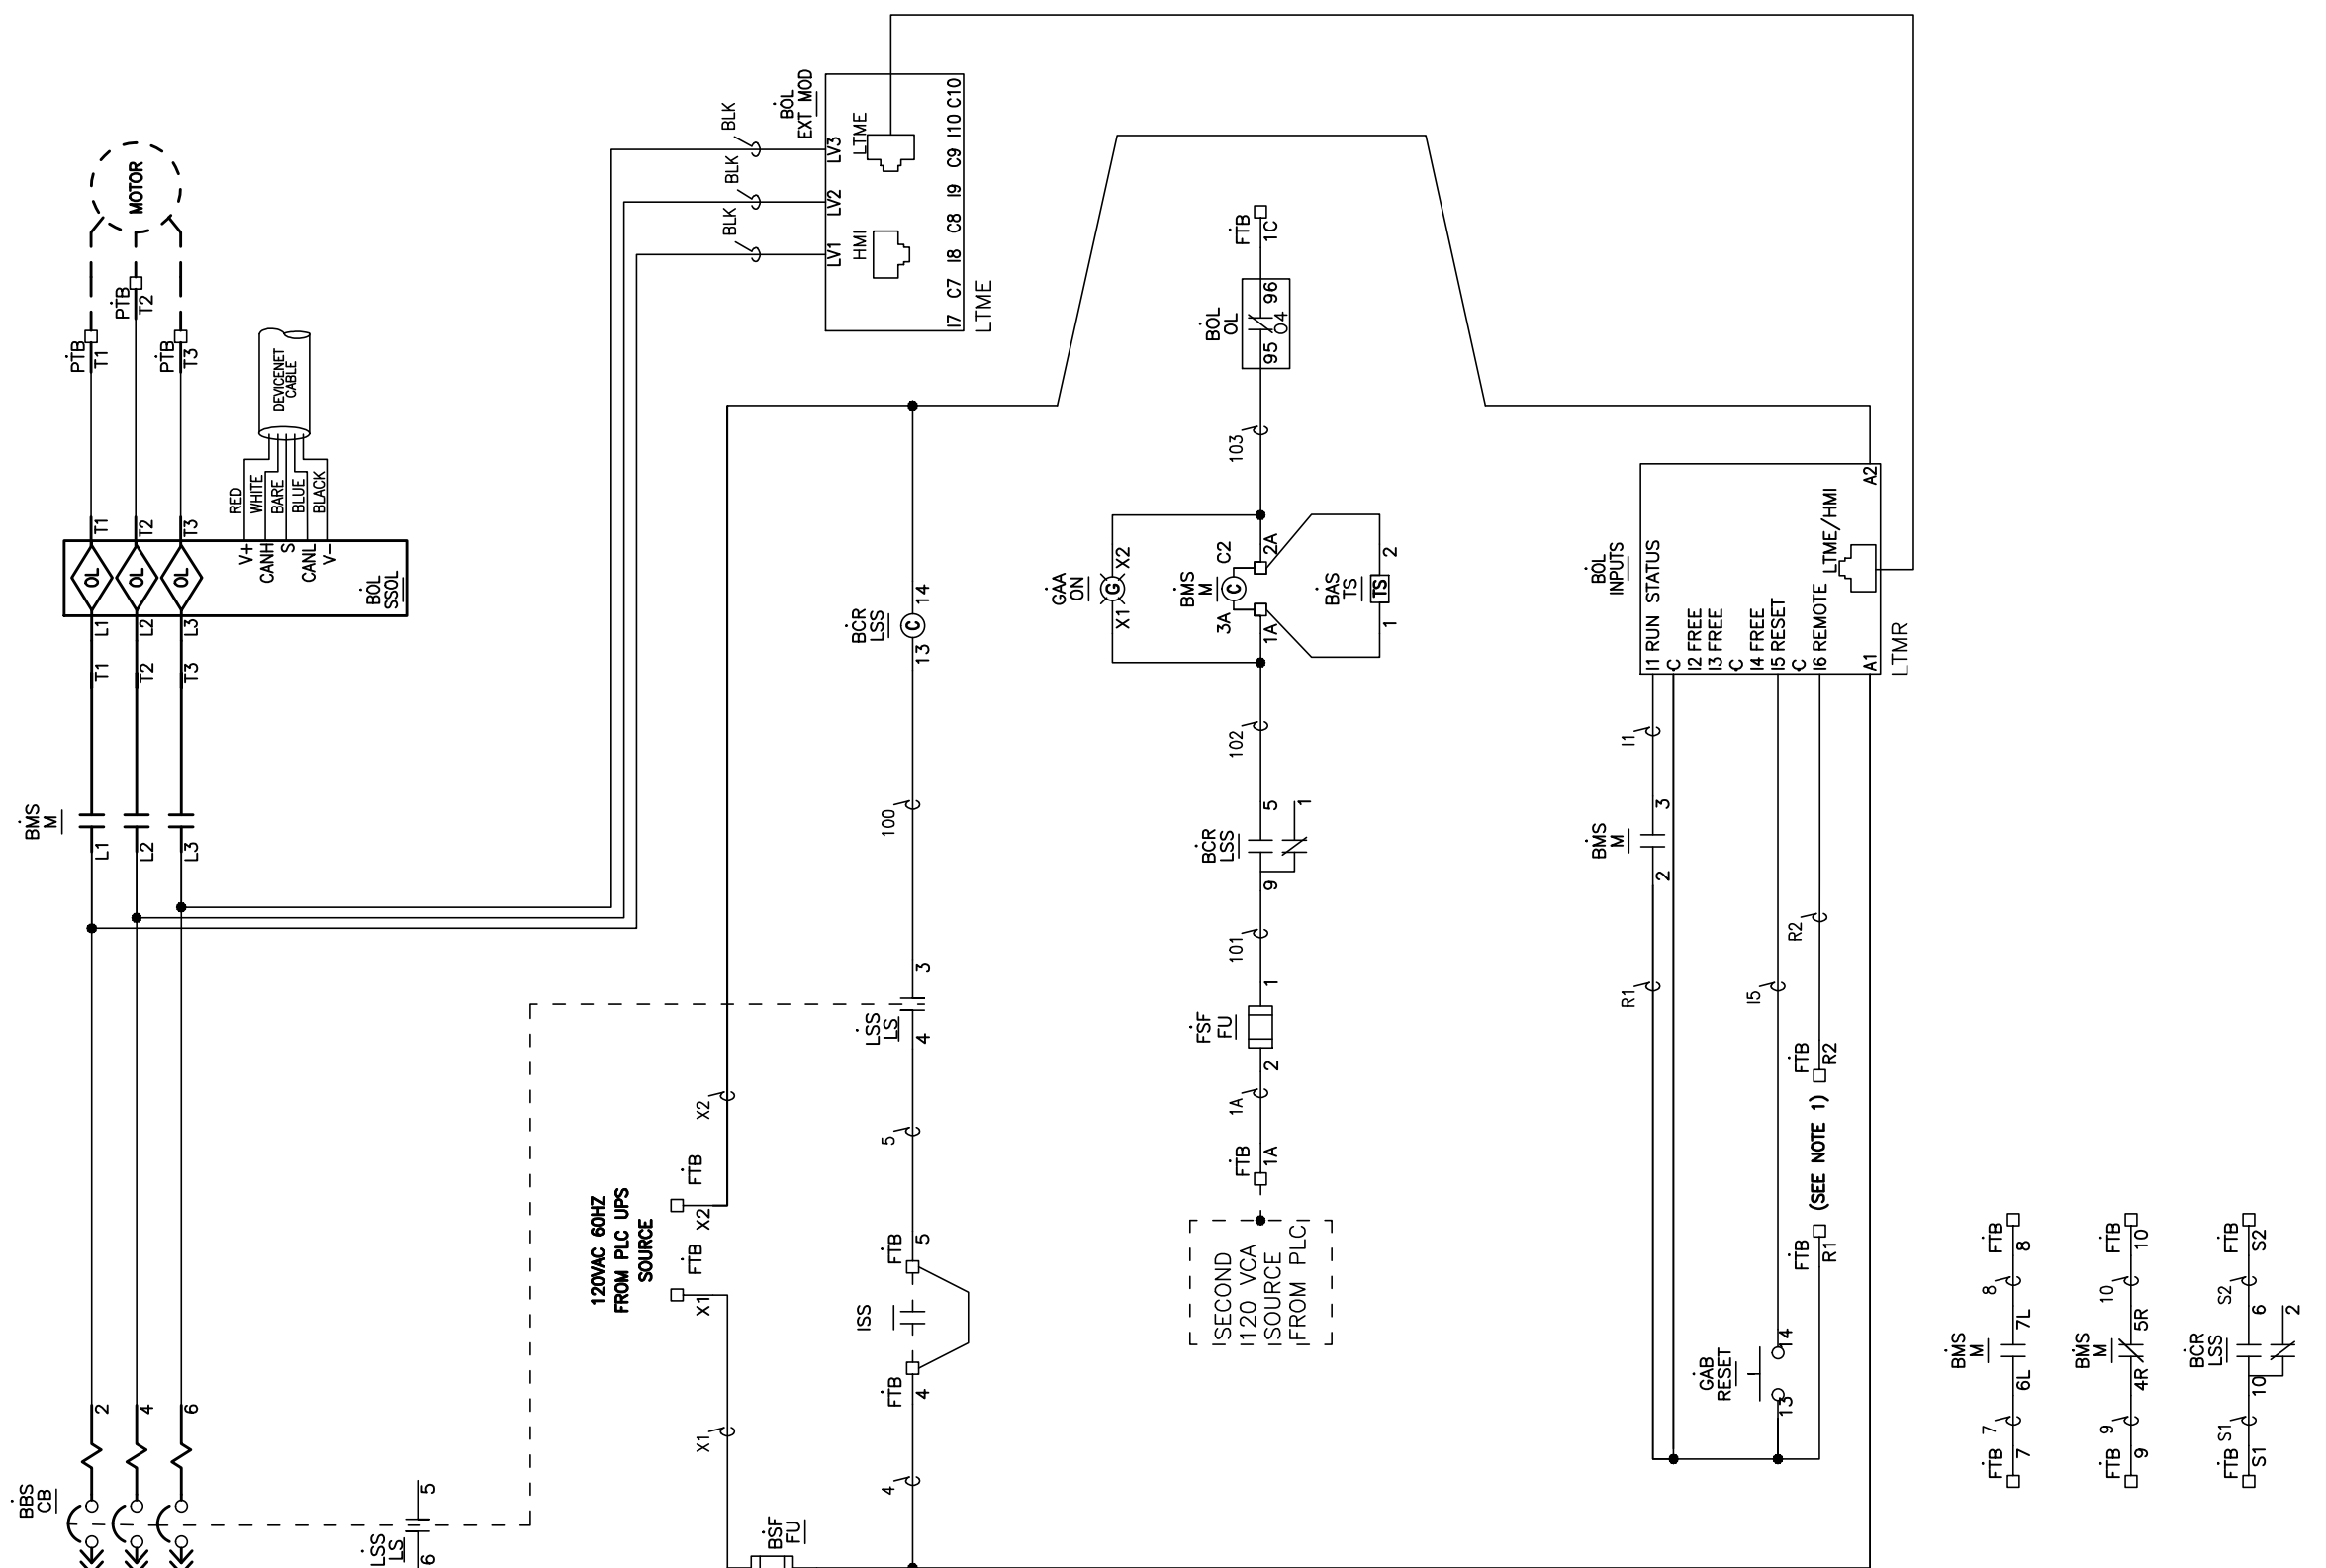 MOTOR
PTB
T1
PTB
T2
PTB
T3
DEVICENET
CABLE
RED
WHITE
BARE
BLUE
BLACK
V+
CANH
S
CANL
V-
BOL
SSOL
T1
T2
T3
OL
OL
OL
L1
L2
L3
T1
T2
T3
BMS
M
L1
L2
L3
2
4
6
BBS
CB
LSS
LS
5
6
BOL
EXT MOD
BLK
BLK
BLK
LV3
LV2
LV1
LTME
HMI
I7 C7 I8 C8 I9 C9 I10 C10
LTME
BCR
LSS
14
C
13
100
3
LSS
LS
4
5
FTB
5
ISS
FTB
4
4
X2
FTB
X2
120VAC 60HZ
FROM PLC UPS
SOURCE
FTB
X1
X1
BSF
FU
FTB
1C
BOL
OL
96
04
95
103
GAA
ON
X2
G
X1
BMS
M
C2
2A
C
3A
1A
BAS
TS
2
TS
1
102
BCR
LSS
5
1
9
101
1
FSF
FU
2
1A
FTB
1A
SECOND
120 VCA
SOURCE
FROM PLC
BOL
INPUTS
I1 RUN STATUS
C
I2 FREE
I3 FREE
C
I4 FREE
I5 RESET
C
I6 REMOTE
LTME/HMI
A2
A1
LTMR
I1
3
BMS
M
2
R1
I5
R2
FTB
R2
(SEE NOTE 1)
FTB
R1
GAB
RESET
14
13
FTB
8
8
BMS
M
7L
6L
7
FTB
7
FTB
10
10
BMS
M
5R
4R
9
FTB
9
FTB
S2
S2
BCR
LSS
6
2
10
S1
FTB
S1